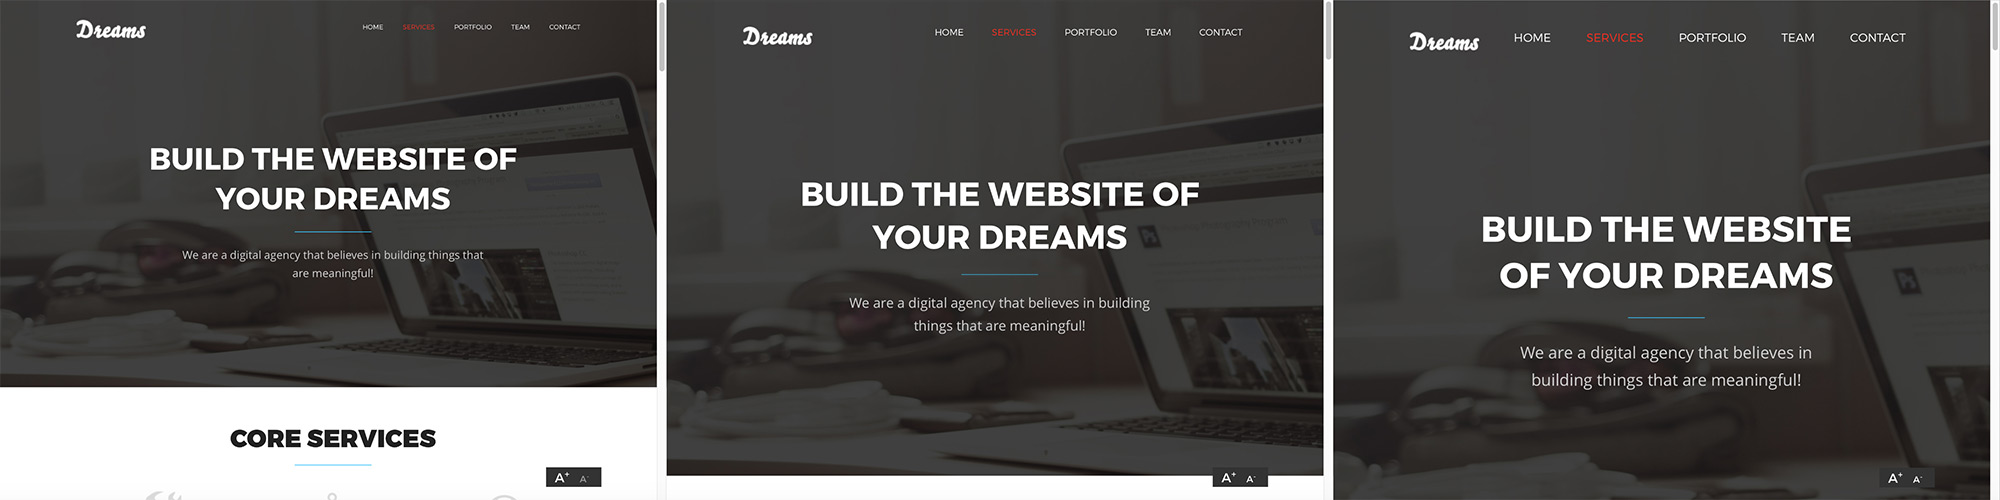 Dreams
HOME SERVICES PORTFOLIO TEAM CONTACT
BUILD THE WEBSITE OF
YOUR DREAMS
We are a digital agency that believes in building things that
are meaningful!
CORE SERVICES
A+ A-
Dreams
HOME SERVICES PORTFOLIO TEAM CONTACT
BUILD THE WEBSITE OF
YOUR DREAMS
We are a digital agency that believes in building
things that are meaningful!
A+ A-
Dreams
HOME SERVICES PORTFOLIO TEAM CONTACT
BUILD THE WEBSITE
OF YOUR DREAMS
We are a digital agency that believes in
building things that are meaningful!
A+ A-